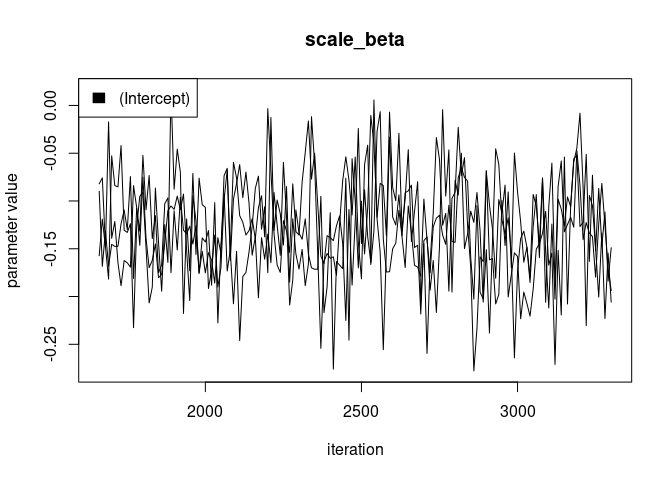 scale_beta
(Intercept)
0.00
-0.05
-0.15
-0.25
parameter value
2000
2500
3000
iteration